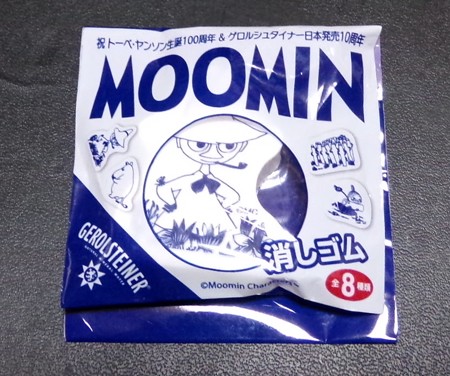 祝 トーベ・ヤンソン生誕100周年 & ゲロルシュタイナー日本発売10周年
MOOMIN
GEROLSTEINER
消しゴム
全8種類
©Moomin Characters